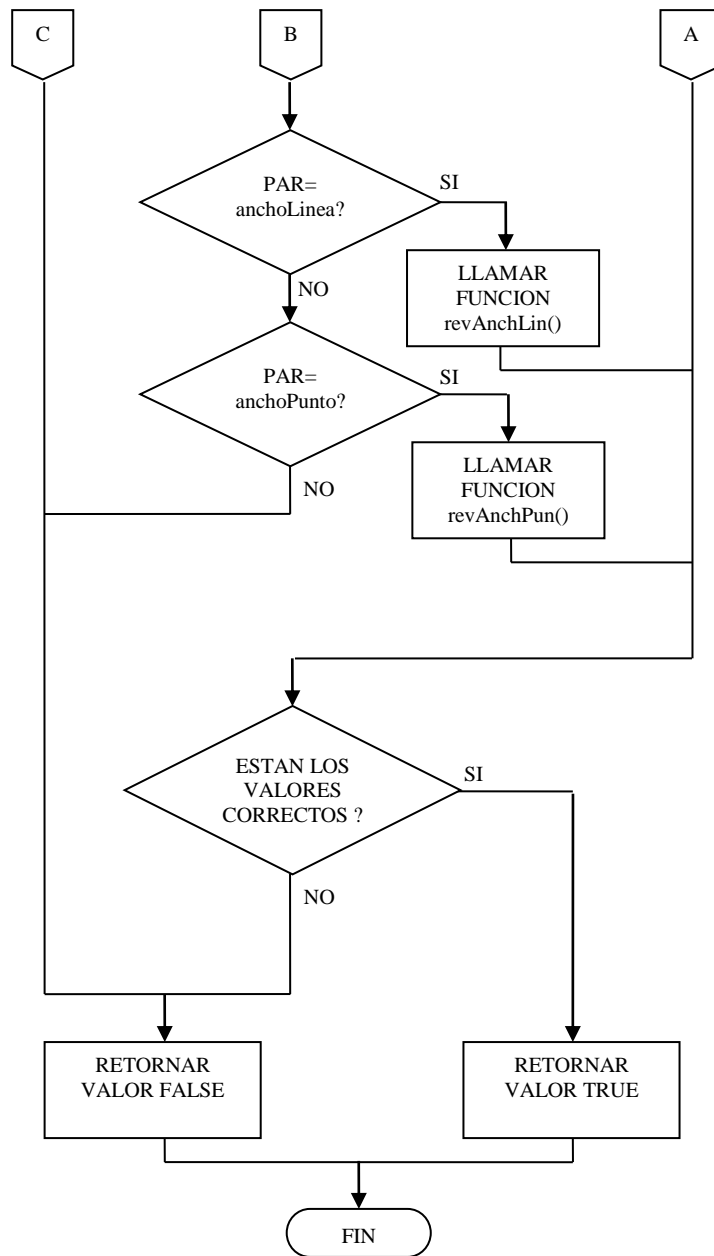 C
B
A
PAR=
anchoLinea?
SI
LLAMAR
FUNCION
revAnchLin()
NO
PAR=
anchoPunto?
SI
LLAMAR
FUNCION
revAnchPun()
NO
ESTAN LOS
VALORES
CORRECTOS ?
SI
NO
RETORNAR
VALOR FALSE
RETORNAR
VALOR TRUE
FIN